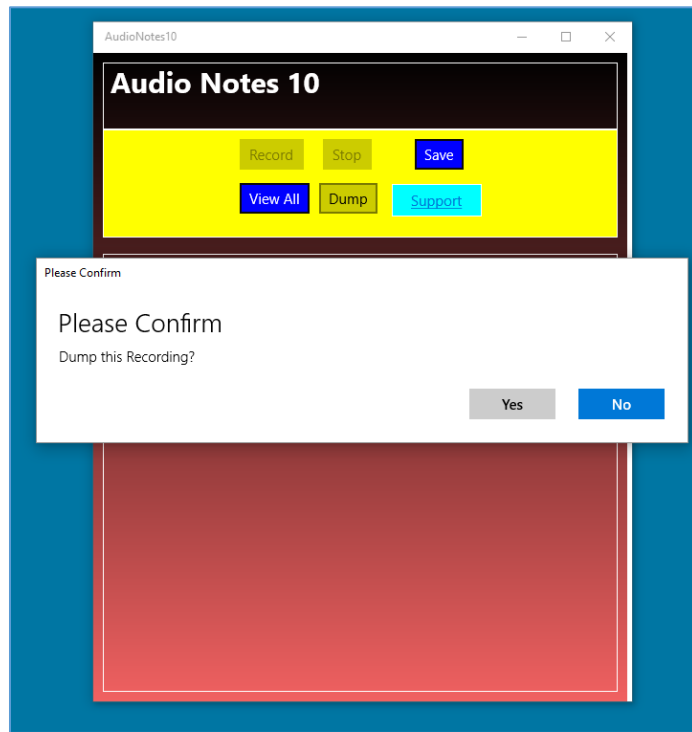 AudioNotes10
Audio Notes 10
Record Stop Save
View All Dump Support
Please Confirm
Please Confirm
Dump this Recording?
Yes No